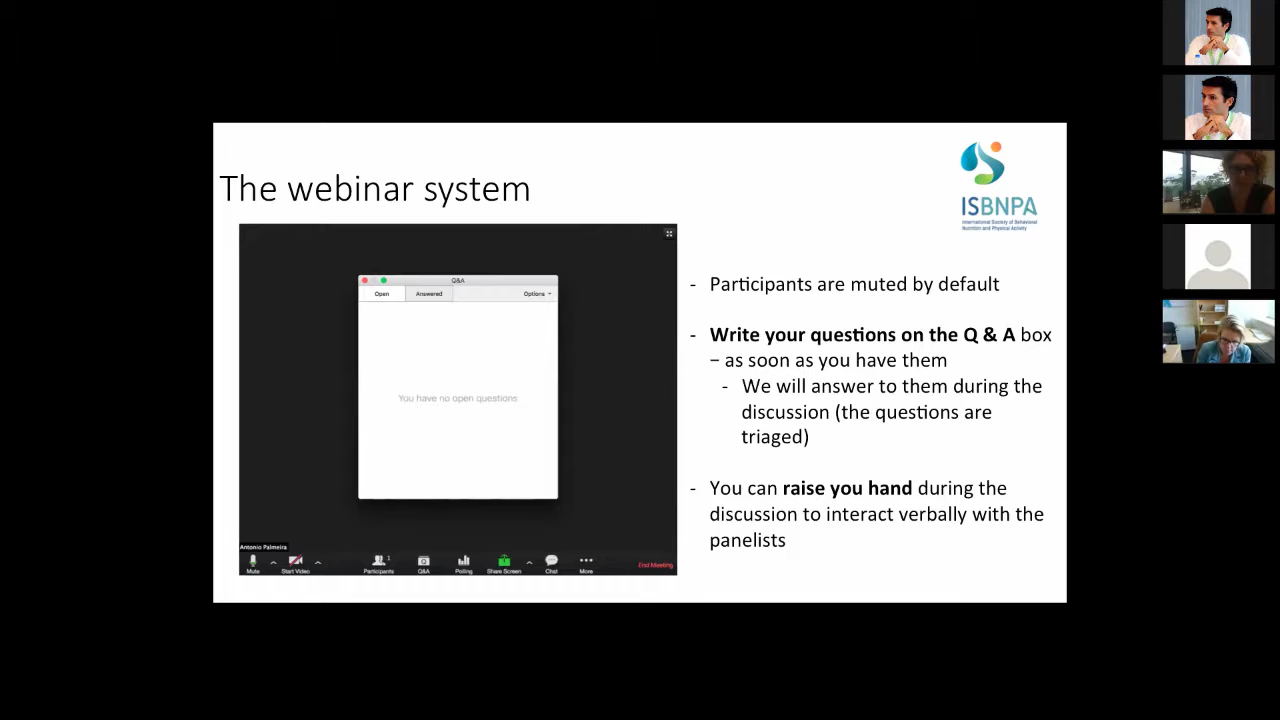 The webinar system
ISBNPA
International Society of Behavioral
Nutrition and Physical Activity
Q&A
Open Answered Options
You have no open questions
Antonio Palmeira
Mute Start Video Participants 1 Q&A Polling Share Screen Chat More End Meeting
- Participants are muted by default
- Write your questions on the Q & A box
– as soon as you have them
- We will answer to them during the
discussion (the questions are
triaged)
- You can raise you hand during the
discussion to interact verbally with the
panelists